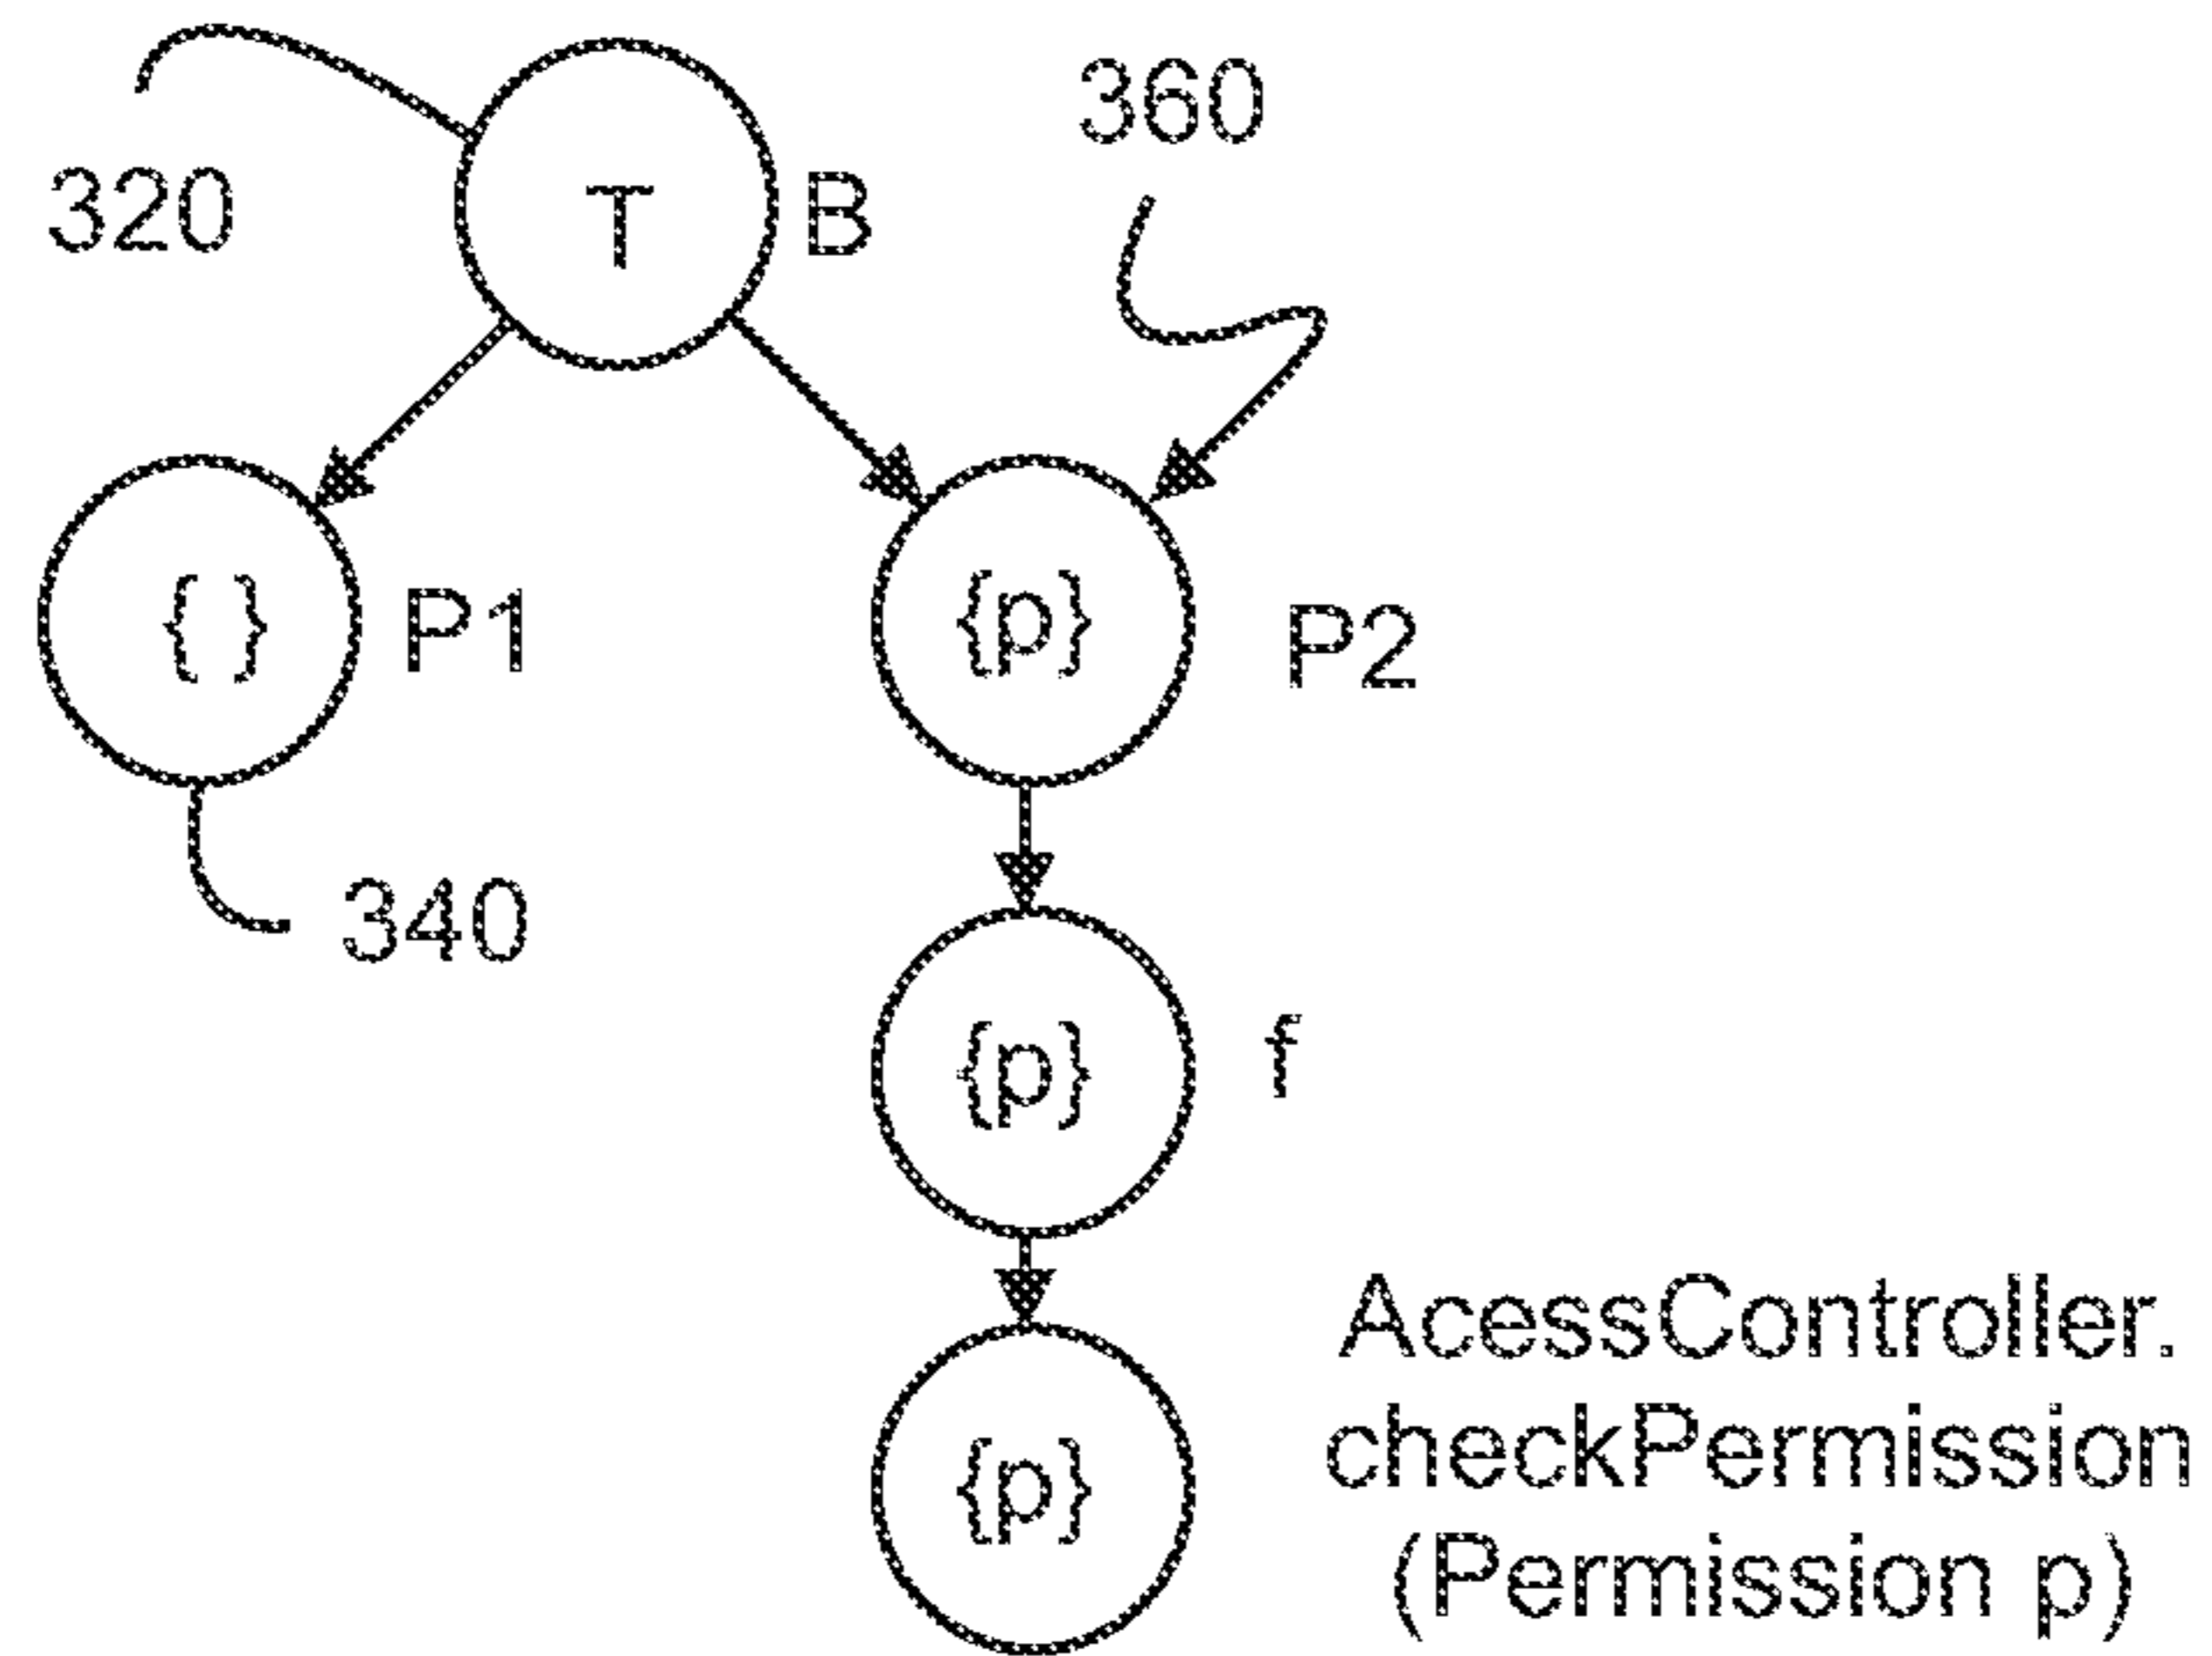 360
320
T
B
{ }
P1
{p}
P2
340
{p}
f
{p}
AcessController.
checkPermission
(Permission p)